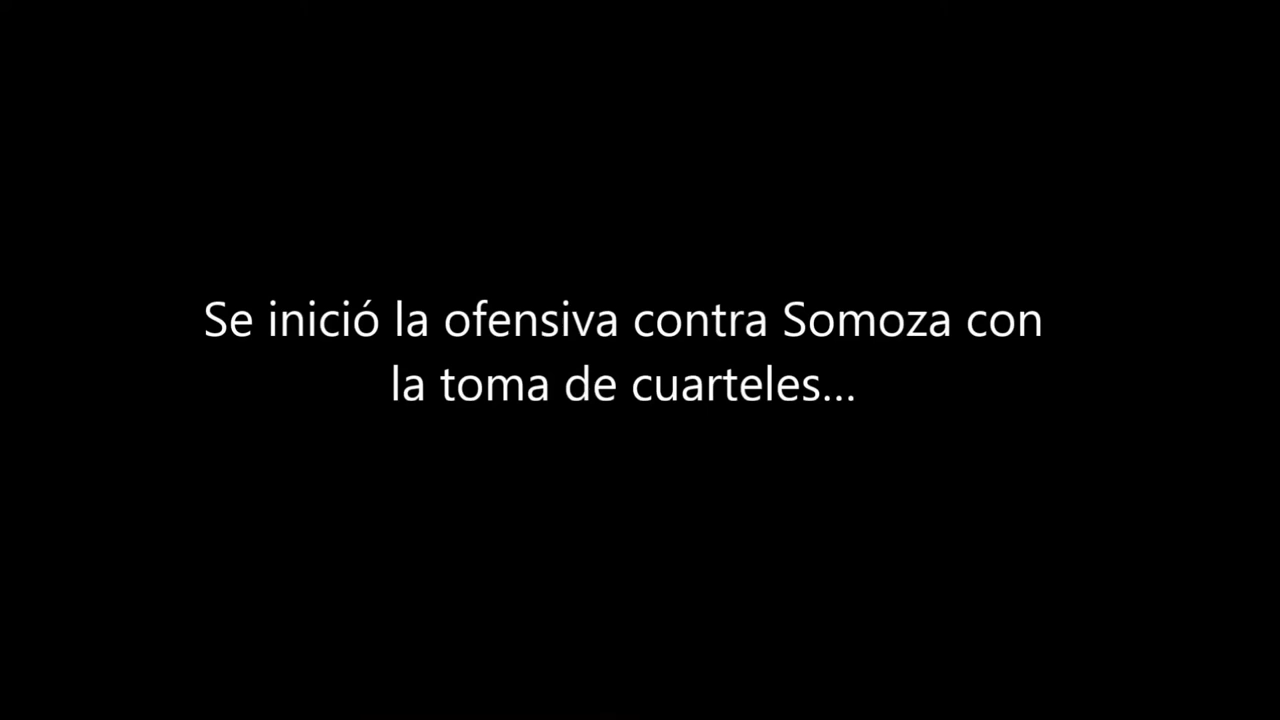 Se inició la ofensiva contra Somoza con
la toma de cuarteles...